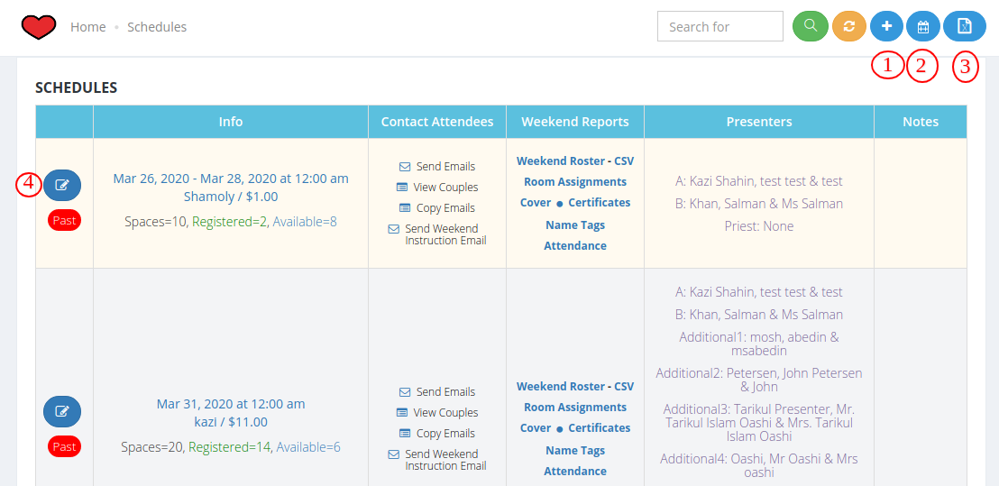 Home • Schedules
Search for
1 2 3
SCHEDULES
Info Contact Attendees Weekend Reports Presenters Notes
4
Past
Mar 26, 2020 - Mar 28, 2020 at 12:00 am
Shamoly / $1.00
Spaces=10, Registered=2, Available=8
Send Emails
View Couples
Copy Emails
Send Weekend
Instruction Email
Weekend Roster - CSV
Room Assignments
Cover ● Certificates
Name Tags
Attendance
A: Kazi Shahin, test test & test
B: Khan, Salman & Ms Salman
Priest: None
Past
Mar 31, 2020 at 12:00 am
kazi / $11.00
Spaces=20, Registered=14, Available=6
Send Emails
View Couples
Copy Emails
Send Weekend
Instruction Email
Weekend Roster - CSV
Room Assignments
Cover ● Certificates
Name Tags
Attendance
A: Kazi Shahin, test test & test
B: Khan, Salman & Ms Salman
Additional1: mosh, abedin &
msabedin
Additional2: Petersen, John Petersen
& John
Additional3: Tarikul Presenter, Mr.
Tarikul Islam Oashi & Mrs. Tarikul
Islam Oashi
Additional4: Oashi, Mr Oashi & Mrs
oashi